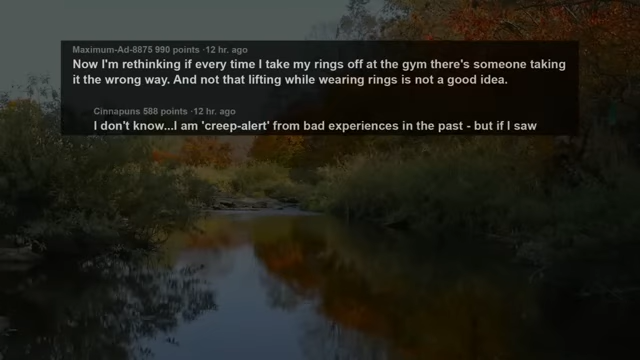 Maximum-Ad-8875 990 points ·12 hr. ago
Now I'm rethinking if every time I take my rings off at the gym there's someone taking
it the wrong way. And not that lifting while wearing rings is not a good idea.
Cinnapuns 588 points ·12 hr. ago
I don't know...I am 'creep-alert' from bad experiences in the past - but if I saw